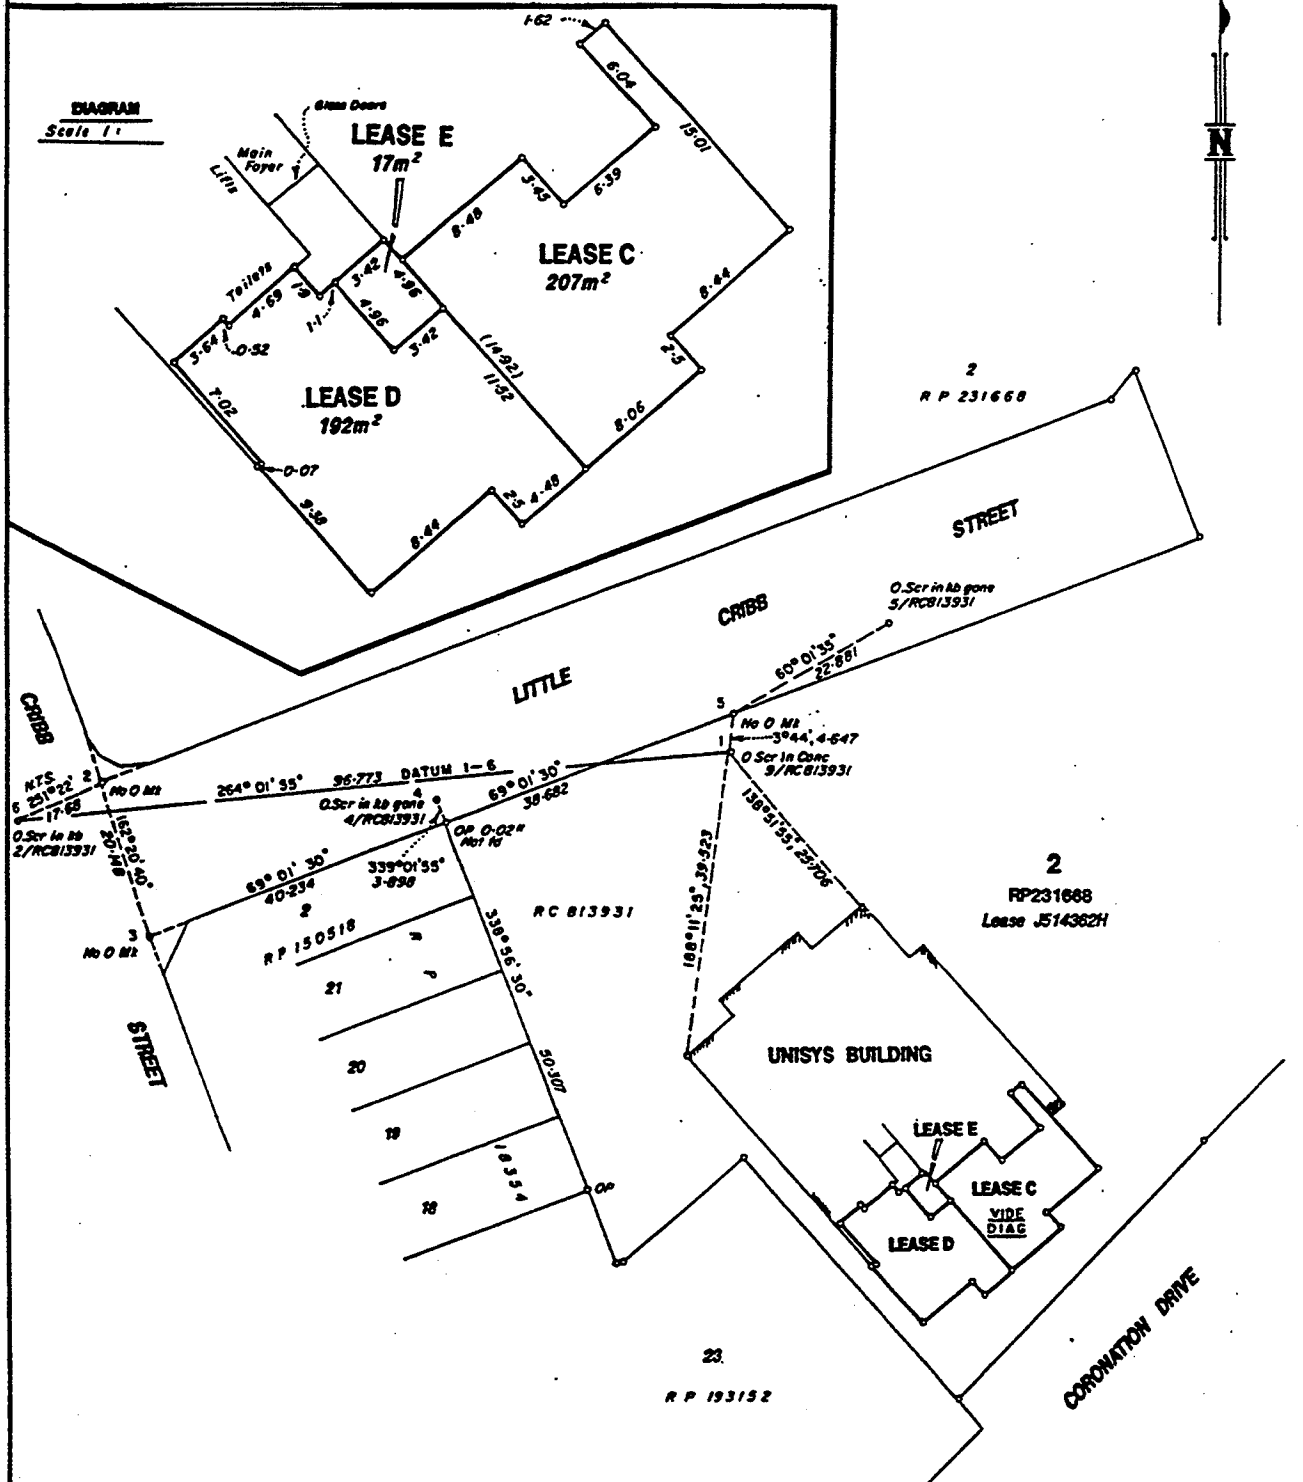 1·62
DIAGRAM
Scale 1:
Glass Doors
LEASE E
17m²
Main
Foyer
Lifts
6·04
15·01
3·45
6·39
8·48
LEASE C
207m²
3·42
4·96
Toilets
4·69
1·9
1·1
4·96
3·42
8·44
3·64
0·52
2·5
(14·92)
11·52
7·02
LEASE D
192m²
8·06
0·07
9·38
2·5
4·48
8·44
N
2
RP 231668
STREET
CRIBB
LITTLE
O.Scr in kb gone
5/RC813931
60°01'35"
22·881
CRIBB
5
No O Mk
3°44', 4·647
1
O Scr In Conc
9/RC813931
N.T.S.
251°22'
17·68
2
No O Mk
6
O.Scr in kb
2/RC813931
264°01'55"
96·773
DATUM 1-6
69°01'30"
38·682
O.Scr in kb gone
4/RC813931
4
OP 0·02"
Not fd
339°01'55"
3·898
162°20'40"
20·148
69°01'30"
40·234
3
No O Mk
138°51'55", 25·706
188°11'25", 39·523
2
RP231668
Lease J514362H
2
RP 150518
RC 813931
338°56'30"
50·307
21
20
19
18
18354
OP
STREET
UNISYS BUILDING
LEASE E
LEASE C
VIDE
DIAG
LEASE D
CORONATION DRIVE
23
RP 193152